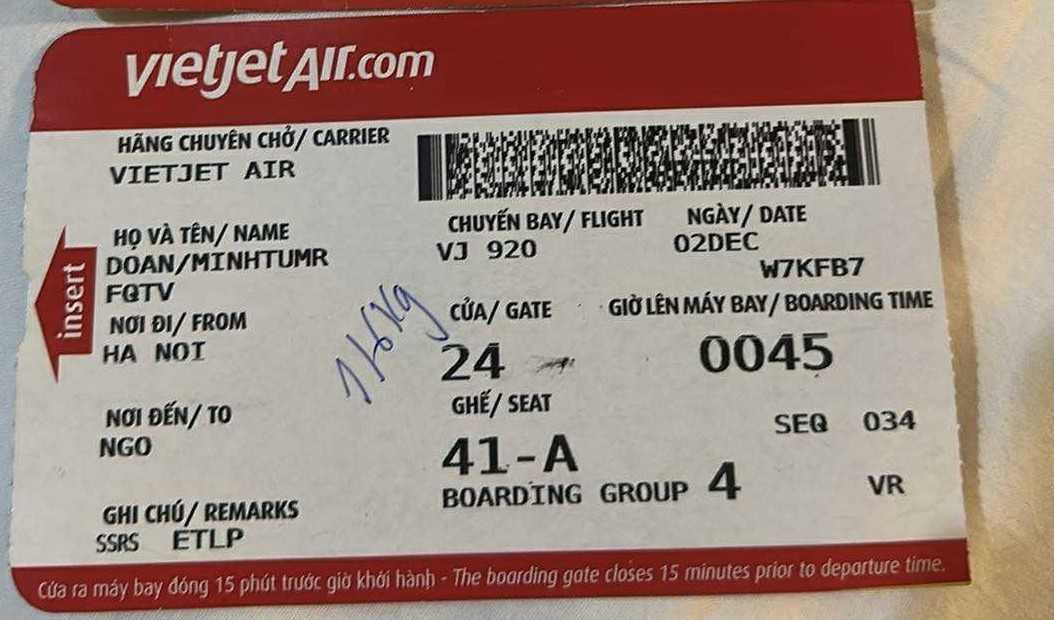 vietjetAir.com
HÃNG CHUYÊN CHỞ/ CARRIER
VIETJET AIR
HỌ VÀ TÊN/ NAME
DOAN/MINHTUMR
FQTV
CHUYẾN BAY/ FLIGHT
VJ 920
NGÀY/ DATE
02DEC
W7KFB7
insert
NƠI ĐI/ FROM
HA NOI
CỬA/ GATE
24
GIỜ LÊN MÁY BAY/ BOARDING TIME
0045
NƠI ĐẾN/ TO
NGO
GHẾ/ SEAT
41-A
SEQ 034
BOARDING GROUP 4
VR
GHI CHÚ/ REMARKS
SSRS ETLP
Cửa ra máy bay đóng 15 phút trước giờ khởi hành - The boarding gate closes 15 minutes prior to departure time.